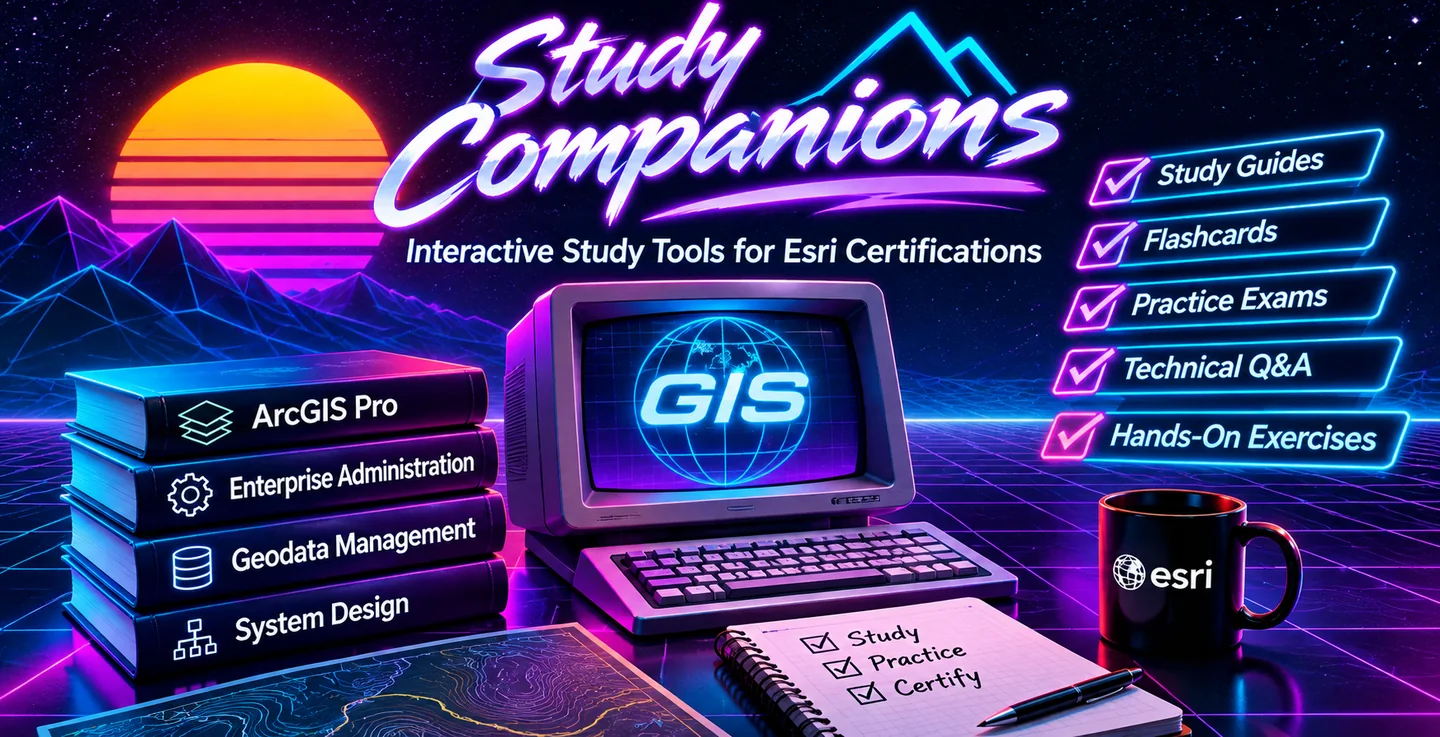 Study
Companions
Interactive Study Tools for Esri Certifications
Study Guides
Flashcards
Practice Exams
Technical Q&A
Hands-On Exercises
ArcGIS Pro
Enterprise Administration
Geodata Management
System Design
GIS
esri
Study
Practice
Certify